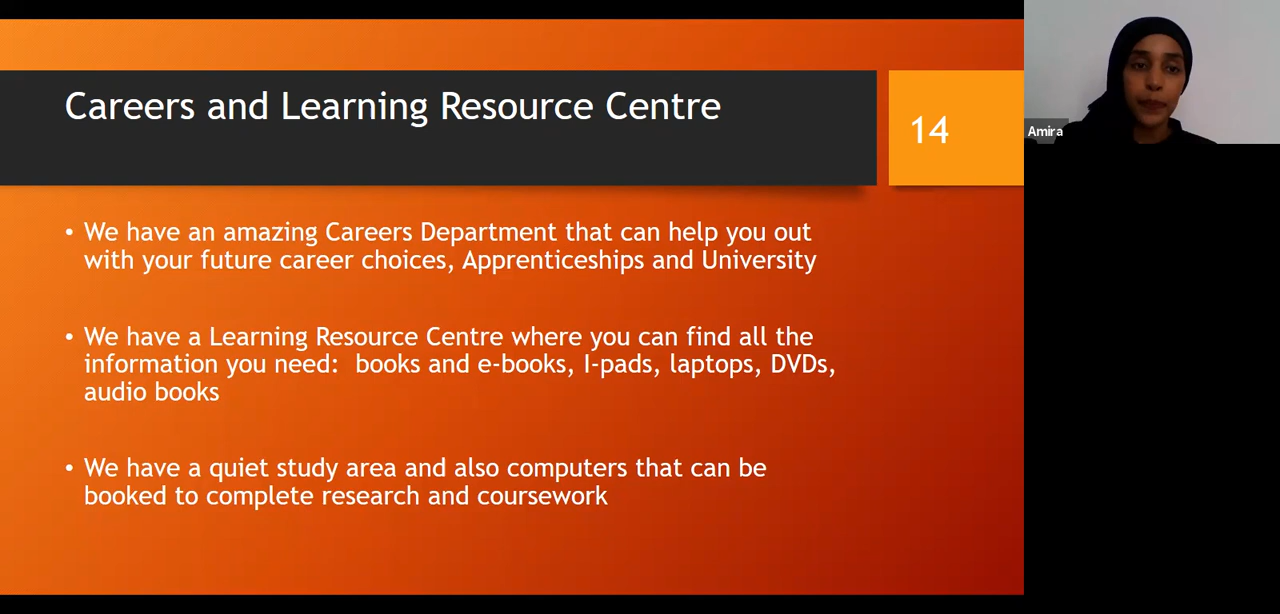 Careers and Learning Resource Centre
14
Amira
• We have an amazing Careers Department that can help you out
with your future career choices, Apprenticeships and University
• We have a Learning Resource Centre where you can find all the
information you need:  books and e-books, I-pads, laptops, DVDs,
audio books
• We have a quiet study area and also computers that can be
booked to complete research and coursework